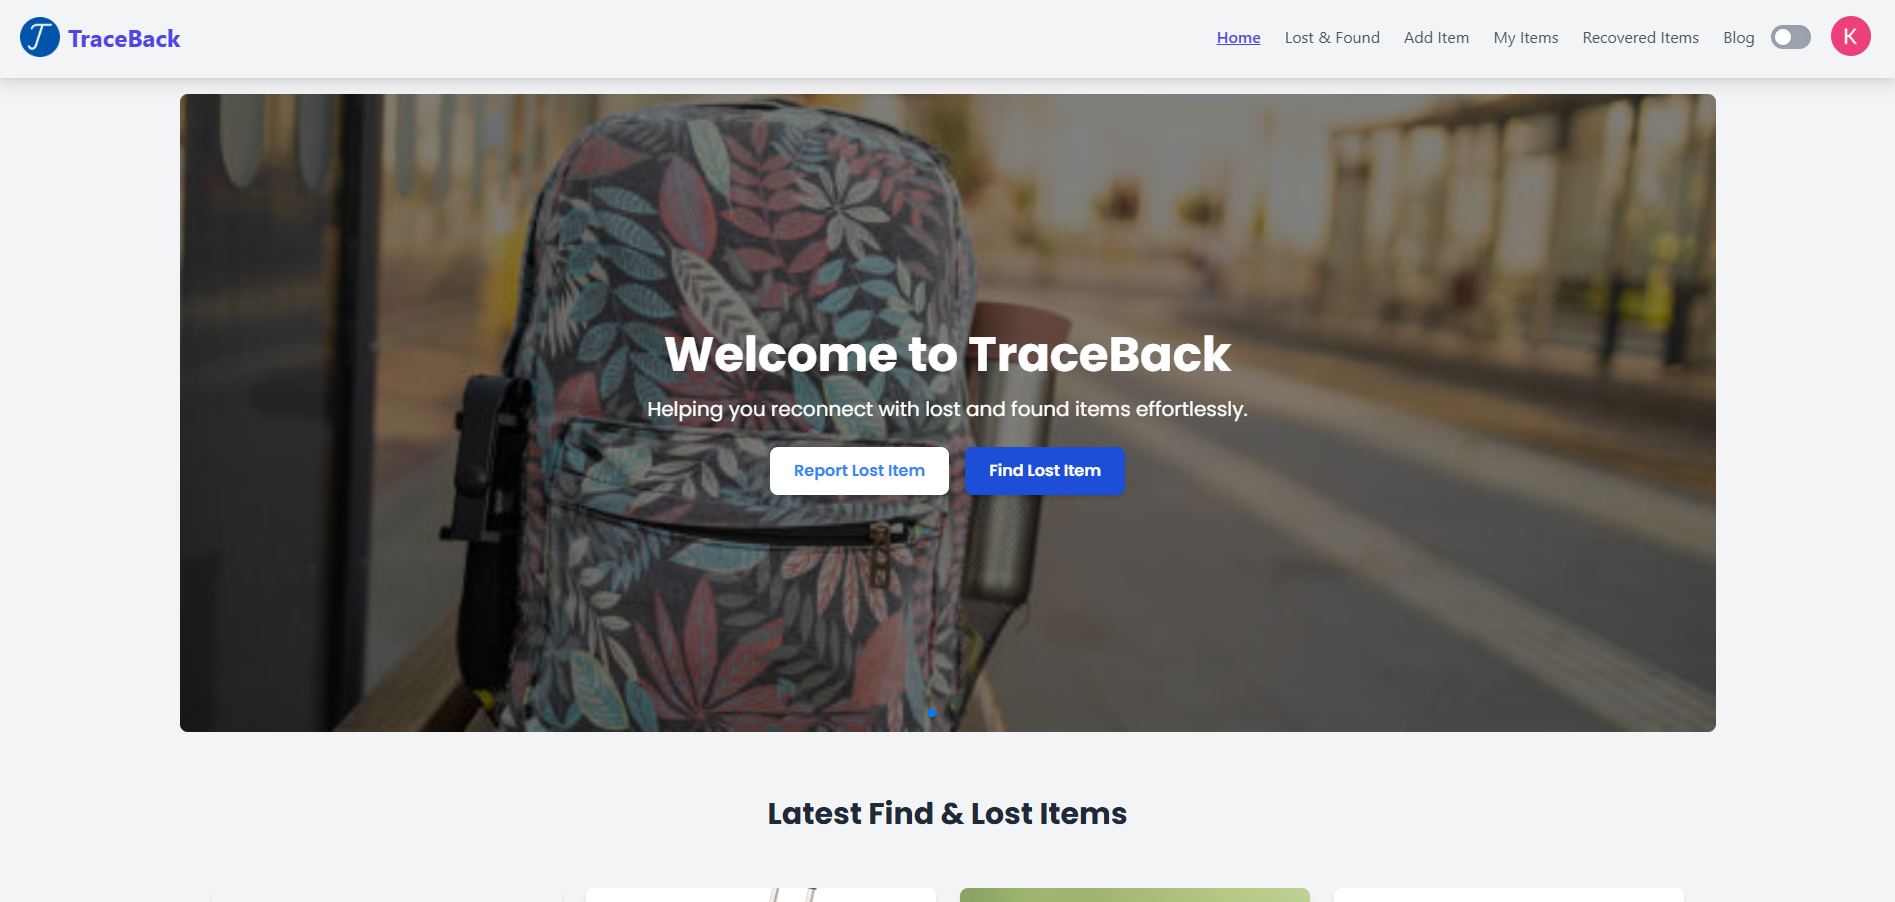 TraceBack
Home Lost & Found Add Item My Items Recovered Items Blog K
Welcome to TraceBack
Helping you reconnect with lost and found items effortlessly.
Report Lost Item Find Lost Item
Latest Find & Lost Items